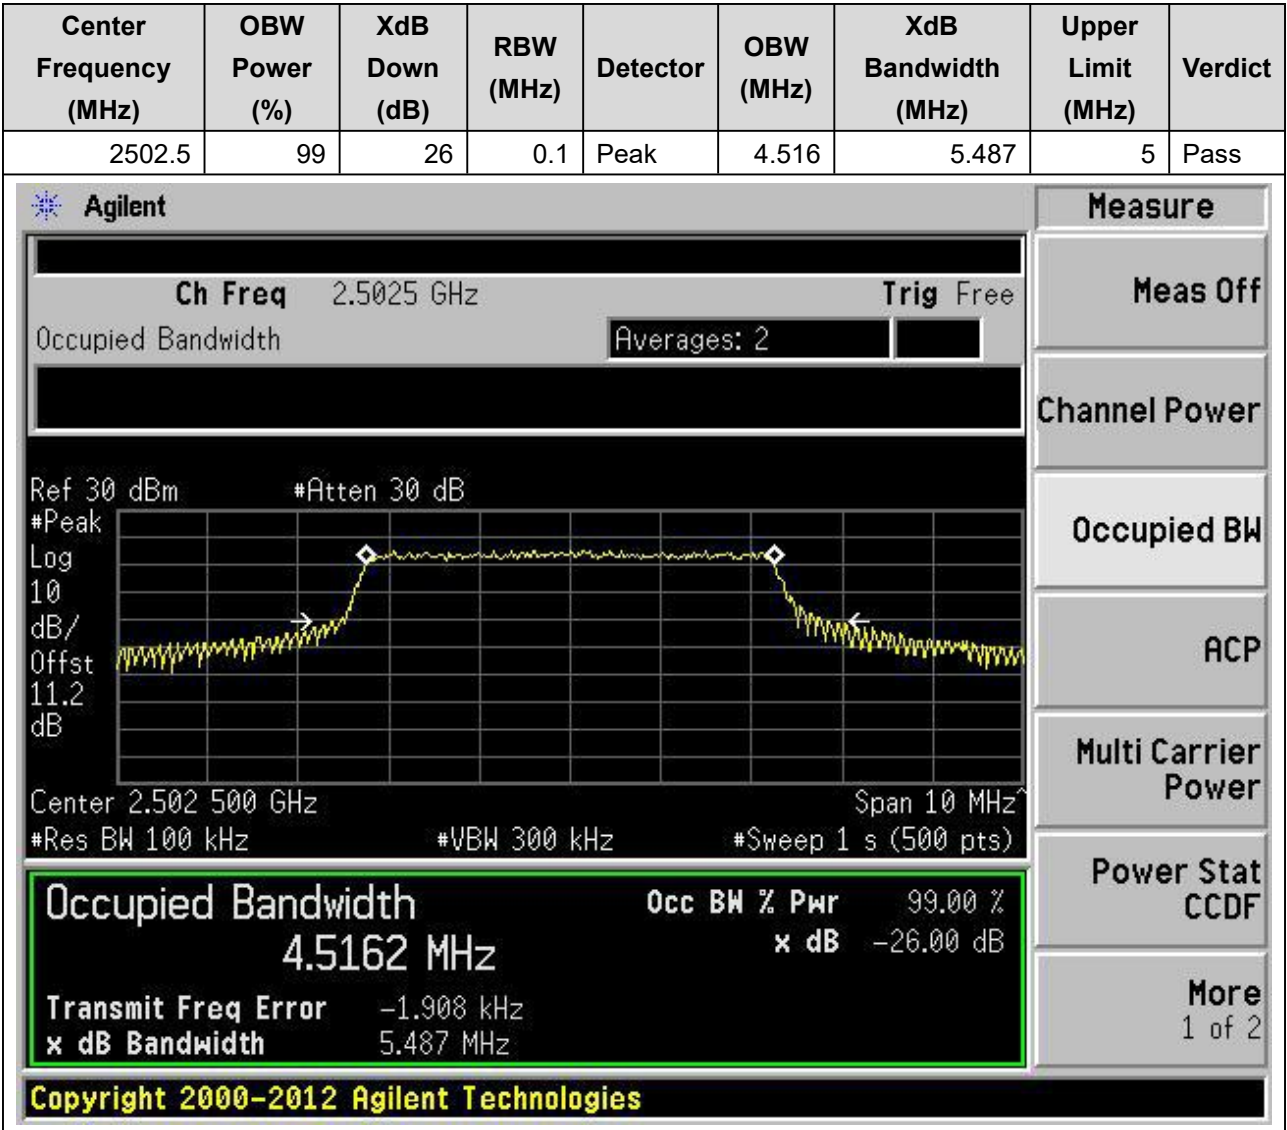 Center Frequency (MHz) OBW Power (%) XdB Down (dB) RBW (MHz) Detector OBW (MHz) XdB Bandwidth (MHz) Upper Limit (MHz) Verdict
2502.5 99 26 0.1 Peak 4.516 5.487 5 Pass
Agilent
Measure
Ch Freq 2.5025 GHz Trig Free
Meas Off
Occupied Bandwidth Averages: 2
Channel Power
Ref 30 dBm #Atten 30 dB
#Peak
Log
10
dB/
Offst
11.2
dB
Occupied BW
ACP
Multi Carrier
Power
Center 2.502 500 GHz Span 10 MHz^
#Res BW 100 kHz #VBW 300 kHz #Sweep 1 s (500 pts)
Power Stat
CCDF
Occupied Bandwidth Occ BW % Pwr 99.00 %
4.5162 MHz x dB -26.00 dB
Transmit Freq Error -1.908 kHz
x dB Bandwidth 5.487 MHz
More
1 of 2
Copyright 2000-2012 Agilent Technologies